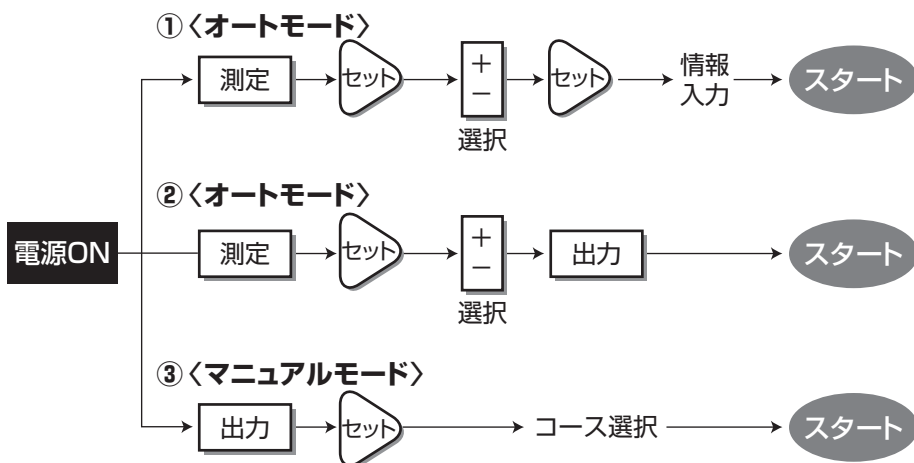 ①〈オートモード〉
測定
セット
+
−
選択
セット
情報
入力
スタート
②〈オートモード〉
電源ON
測定
セット
+
−
選択
出力
スタート
③〈マニュアルモード〉
出力
セット
コース選択
スタート